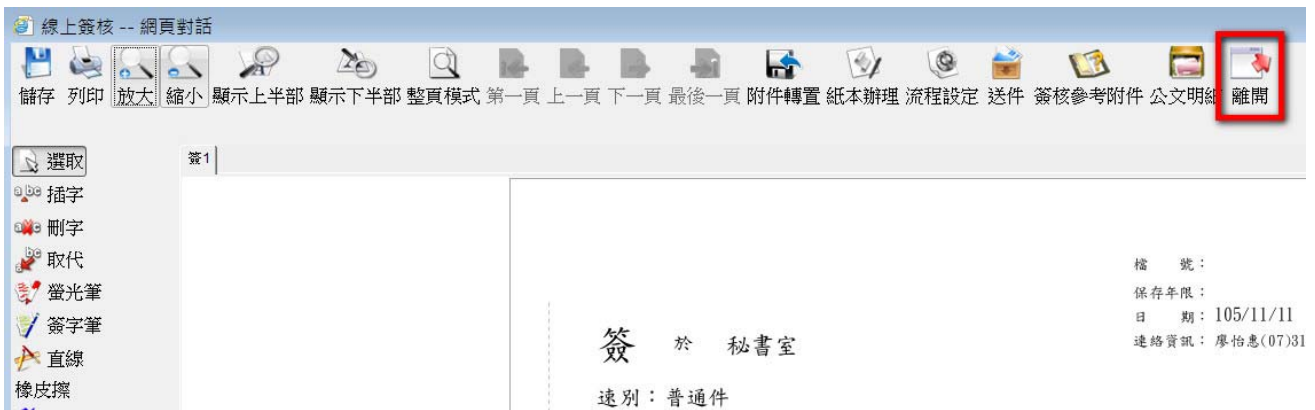 線上簽核 -- 網頁對話
儲存 列印 放大 縮小 顯示上半部 顯示下半部 整頁模式 第一頁 上一頁 下一頁 最後一頁 附件轉置 紙本辦理 流程設定 送件 簽核參考附件 公文明細 離開
選取
簽1
插字
刪字
取代
螢光筆
簽字筆
直線
橡皮擦
檔 號：
保存年限：
日 期：105/11/11
連絡資訊：廖怡惠(07)31
簽 於 秘書室
速別：普通件